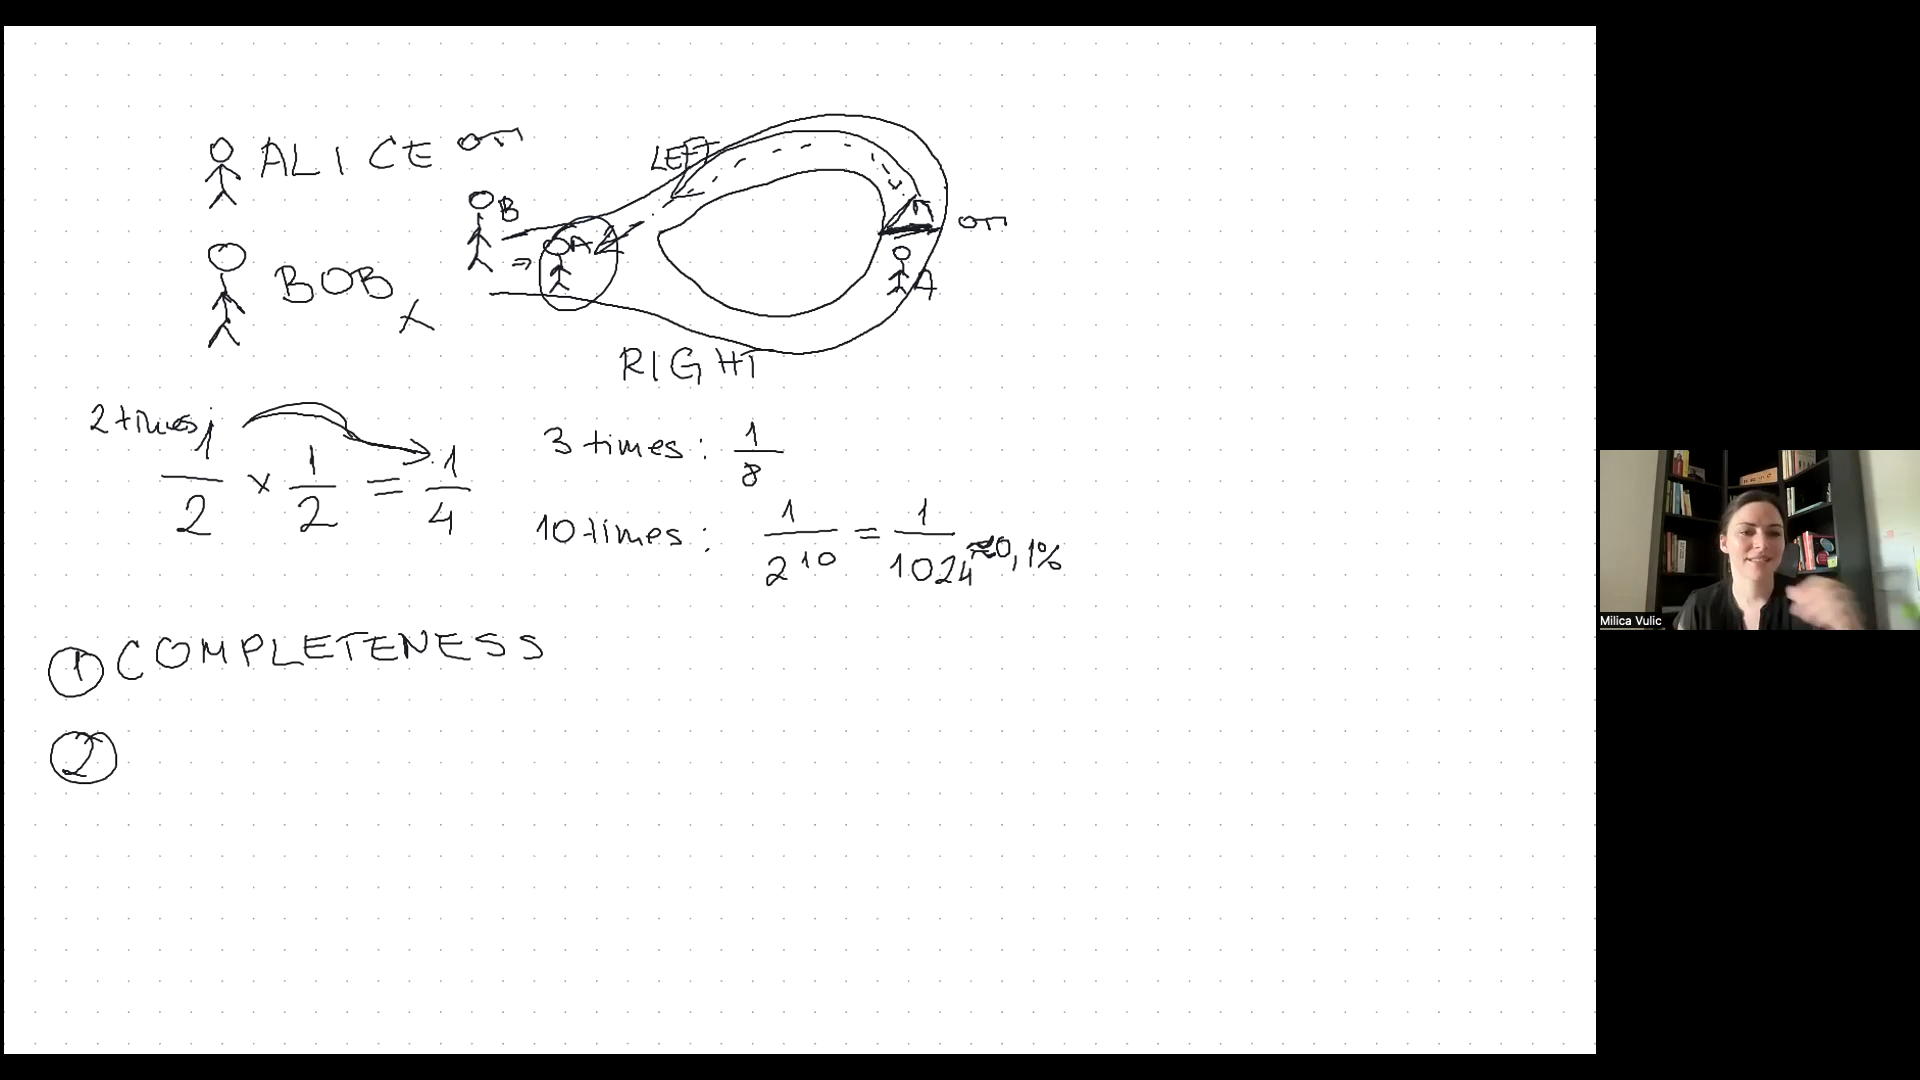 ALICE
LEFT
B
A
BOB
A
RIGHT
2 times:
1/2 x 1/2 = 1/4
3 times: 1/8
10 times: 1/2^10 = 1/1024 ≈0,1%
1 COMPLETENESS
2
Milica Vulic